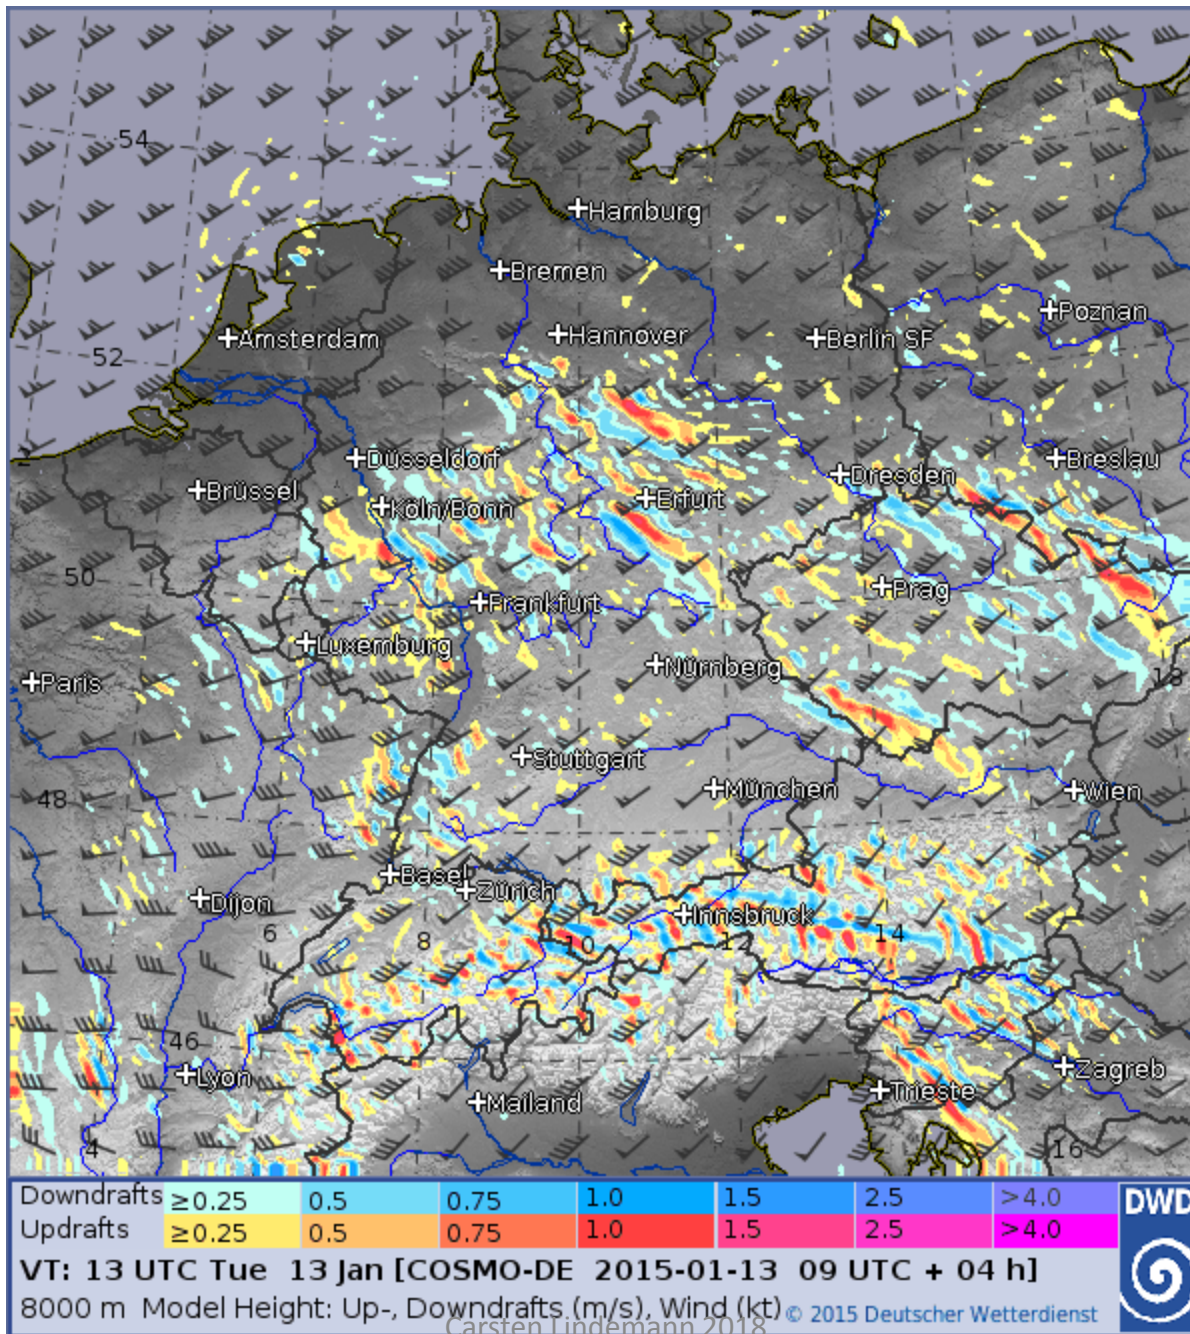 54
Hamburg
Bremen
Poznan
Hannover
Berlin SF
Amsterdam
52
Düsseldorf
Breslau
Dresden
Brüssel
Erfurt
Köln/Bonn
50
Prag
Frankfurt
Luxemburg
Nürnberg
18
Paris
Stuttgart
München
Wien
48
Basel
Zürich
Dijon
Innsbruck
6 8 10 12 14
46
Zagreb
Lyon
Trieste
Mailand
4 16
Downdrafts ≥0.25 0.5 0.75 1.0 1.5 2.5 >4.0 DWD
Updrafts ≥0.25 0.5 0.75 1.0 1.5 2.5 >4.0
VT: 13 UTC Tue 13 Jan [COSMO-DE 2015-01-13 09 UTC + 04 h]
8000 m Model Height: Up-, Downdrafts (m/s), Wind (kt) © 2015 Deutscher Wetterdienst
Carsten Lindemann 2018